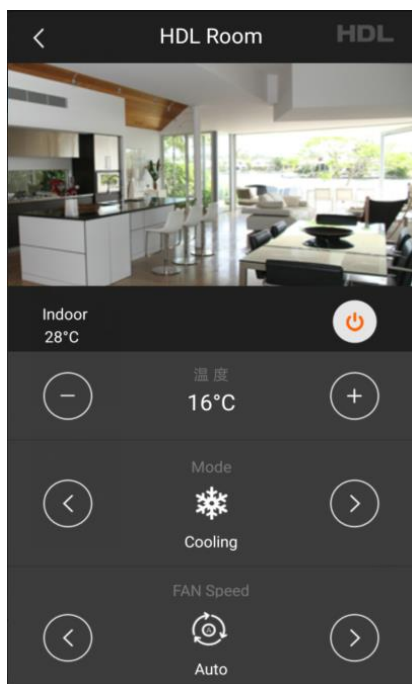 HDL Room
HDL
Indoor
28°C
温度
16°C
Mode
Cooling
FAN Speed
A
Auto